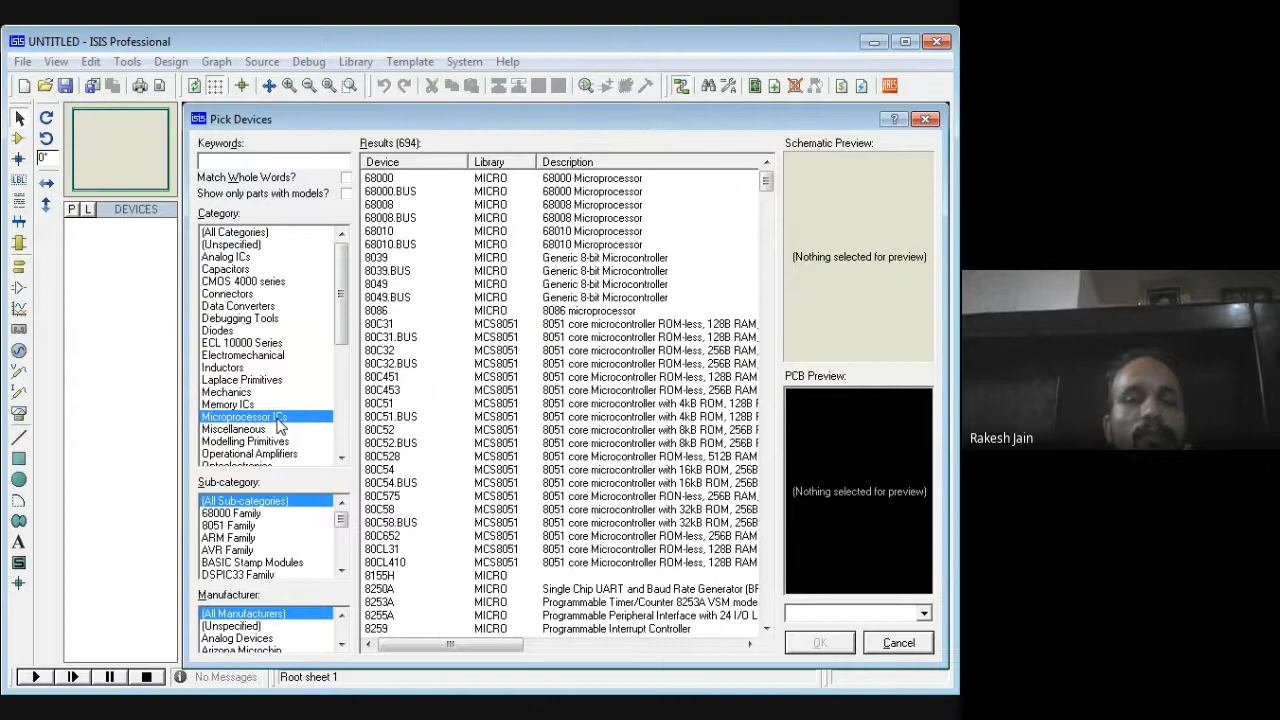 ISIS UNTITLED - ISIS Professional
File View Edit Tools Design Graph Source Debug Library Template System Help
ARES
ISIS Pick Devices
Keywords:
Match Whole Words?
Show only parts with models?
Category:
(All Categories)
(Unspecified)
Analog ICs
Capacitors
CMOS 4000 series
Connectors
Data Converters
Debugging Tools
Diodes
ECL 10000 Series
Electromechanical
Inductors
Laplace Primitives
Mechanics
Memory ICs
Microprocessor ICs
Miscellaneous
Modelling Primitives
Operational Amplifiers
Optoelectronics
Sub-category:
(All Sub-categories)
68000 Family
8051 Family
ARM Family
AVR Family
BASIC Stamp Modules
DSPIC33 Family
Manufacturer:
(All Manufacturers)
(Unspecified)
Analog Devices
Arizona Microchip
Results (694):
Device Library Description
68000 MICRO 68000 Microprocessor
68000.BUS MICRO 68000 Microprocessor
68008 MICRO 68008 Microprocessor
68008.BUS MICRO 68008 Microprocessor
68010 MICRO 68010 Microprocessor
68010.BUS MICRO 68010 Microprocessor
8039 MICRO Generic 8-bit Microcontroller
8039.BUS MICRO Generic 8-bit Microcontroller
8049 MICRO Generic 8-bit Microcontroller
8049.BUS MICRO Generic 8-bit Microcontroller
8086 MICRO 8086 microprocessor
80C31 MCS8051 8051 core microcontroller ROM-less, 128B RAM,
80C31.BUS MCS8051 8051 core microcontroller ROM-less, 128B RAM,
80C32 MCS8051 8051 core microcontroller ROM-less, 256B RAM,
80C32.BUS MCS8051 8051 core microcontroller ROM-less, 256B RAM,
80C451 MCS8051 8051 core Microcontroller ROM-less, 128B RAM,
80C453 MCS8051 8051 core Microcontroller ROM-less, 256B RAM,
80C51 MCS8051 8051 core microcontroller with 4kB ROM, 128B
80C51.BUS MCS8051 8051 core microcontroller with 4kB ROM, 128B
80C52 MCS8051 8051 core microcontroller with 8kB ROM, 256B
80C52.BUS MCS8051 8051 core microcontroller with 8kB ROM, 256B
80C528 MCS8051 8051 core Microcontroller ROM-less, 512B RAM
80C54 MCS8051 8051 core microcontroller with 16kB ROM, 256B
80C54.BUS MCS8051 8051 core microcontroller with 16kB ROM, 256B
80C575 MCS8051 8051 core Microcontroller ROM-less, 256B RAM,
80C58 MCS8051 8051 core microcontroller with 32kB ROM, 256B
80C58.BUS MCS8051 8051 core microcontroller with 32kB ROM, 256B
80C652 MCS8051 8051 core Microcontroller ROM-less, 256B RAM,
80CL31 MCS8051 8051 core Microcontroller ROM-less, 128B RAM,
80CL410 MCS8051 8051 core Microcontroller ROM-less, 128B RAM,
8155H MICRO
8250A MICRO Single Chip UART and Baud Rate Generator (BF
8253A MICRO Programmable Timer/Counter 8253A VSM mode
8255A MICRO Programmable Peripheral Interface with 24 I/O L
8259 MICRO Programmable Interrupt Controller
Schematic Preview:
(Nothing selected for preview)
PCB Preview:
(Nothing selected for preview)
OK Cancel
0°
LBL
P L DEVICES
A
No Messages Root sheet 1
Rakesh Jain